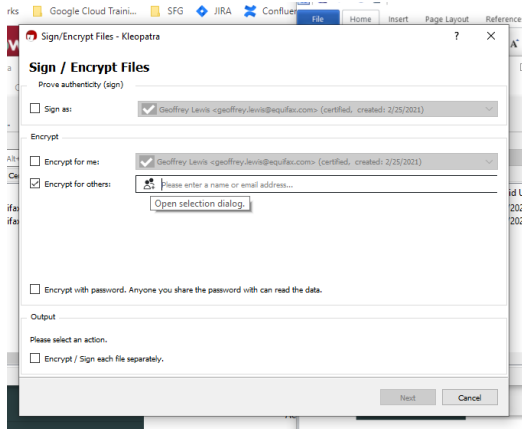 rks Google Cloud Traini... SFG JIRA Confluen
File Home Insert Page Layout Reference
Sign/Encrypt Files - Kleopatra ? ×
Sign / Encrypt Files
Prove authenticity (sign)
Sign as: Geoffrey Lewis <geoffrey.lewis@equifax.com> (certified, created: 2/25/2021)
Encrypt
Encrypt for me: Geoffrey Lewis <geoffrey.lewis@equifax.com> (certified, created: 2/25/2021)
Encrypt for others: Please enter a name or email address...
Open selection dialog.
Encrypt with password. Anyone you share the password with can read the data.
Output
Please select an action.
Encrypt / Sign each file separately.
Next Cancel